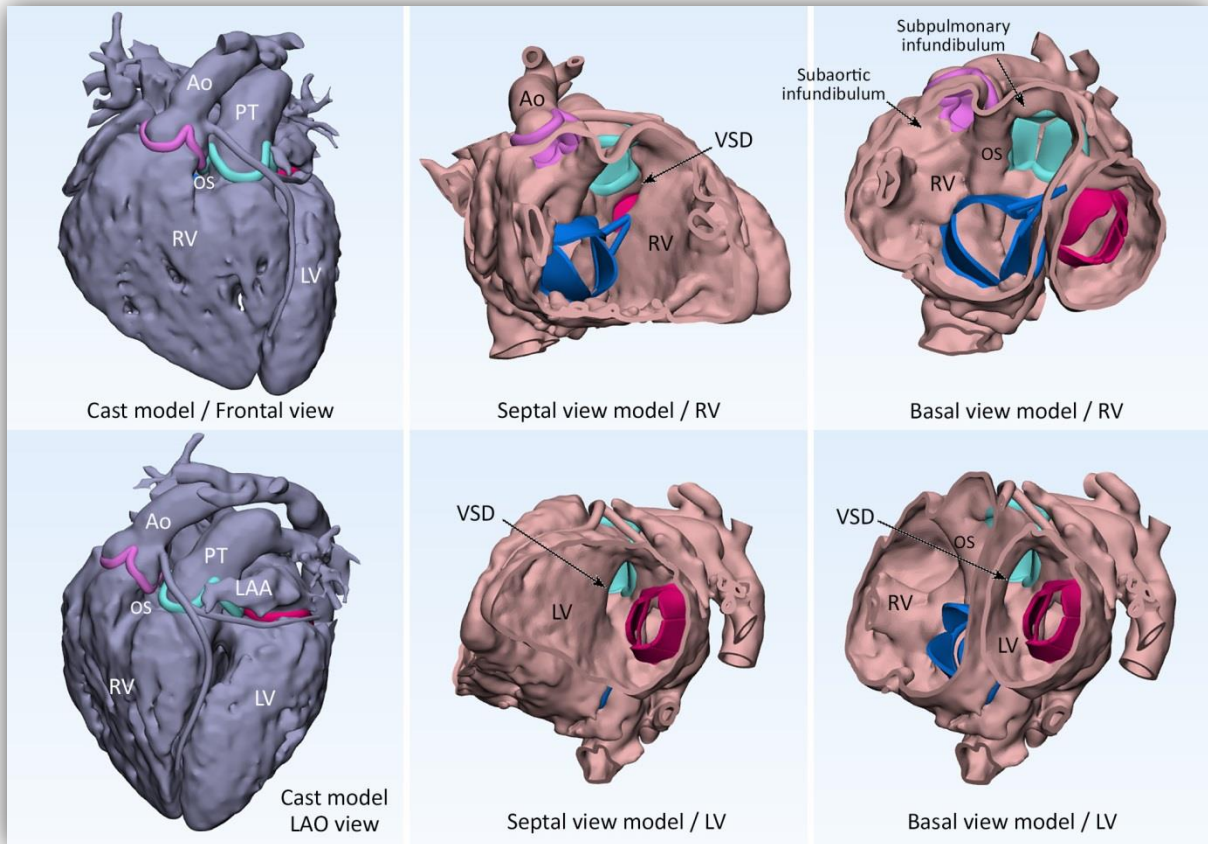 Ao
PT
OS
RV
LV
Cast model / Frontal view
Ao
VSD
RV
Septal view model / RV
Subpulmonary
infundibulum
Subaortic
infundibulum
OS
RV
Basal view model / RV
Ao
PT
LAA
OS
RV
LV
Cast model
LAO view
VSD
LV
Septal view model / LV
VSD
OS
RV
LV
Basal view model / LV